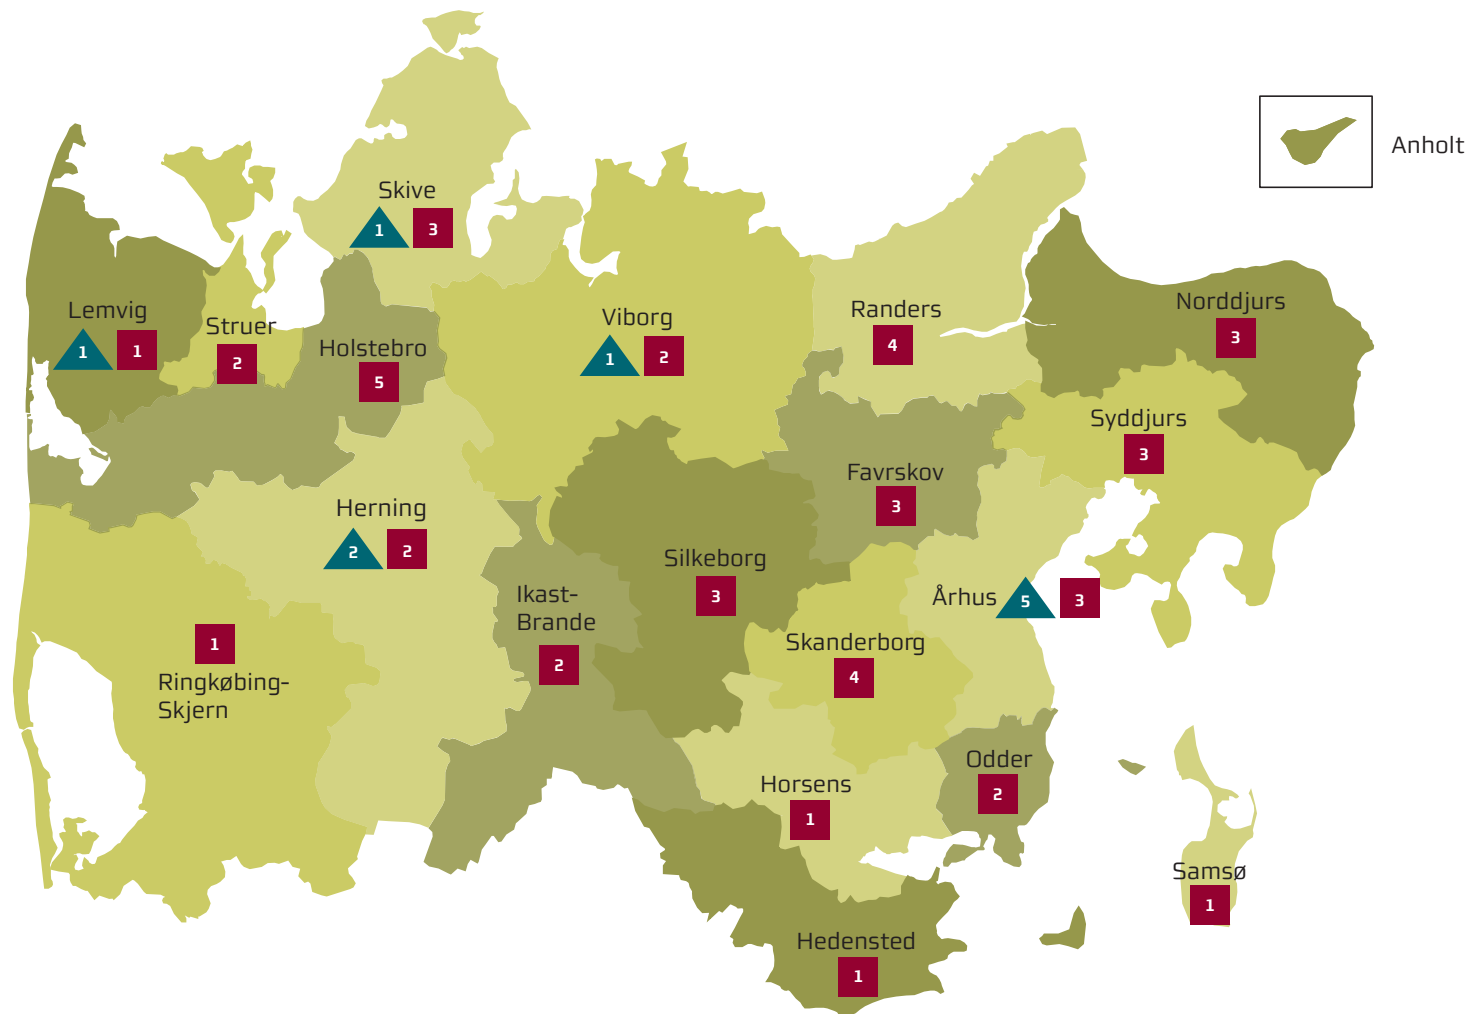 Anholt
Skive
1 3
Lemvig
1 1
Struer
2
Holstebro
5
Viborg
1 2
Randers
4
Norddjurs
3
Syddjurs
3
Favrskov
3
Herning
2 2
Silkeborg
3
Ikast-
Brande
2
Århus 5 3
1
Ringkøbing-
Skjern
Skanderborg
4
Odder
2
Horsens
1
Samsø
1
Hedensted
1